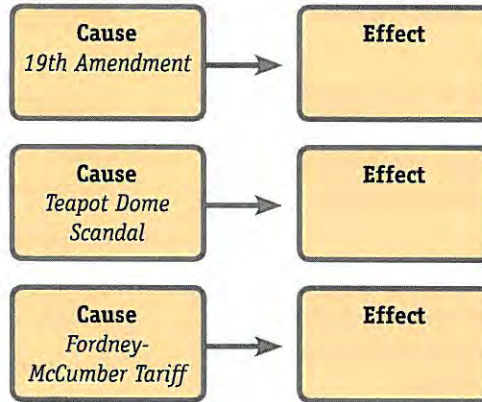 Cause
19th Amendment
Effect
Cause
Teapot Dome
Scandal
Effect
Cause
Fordney-
McCumber Tariff
Effect